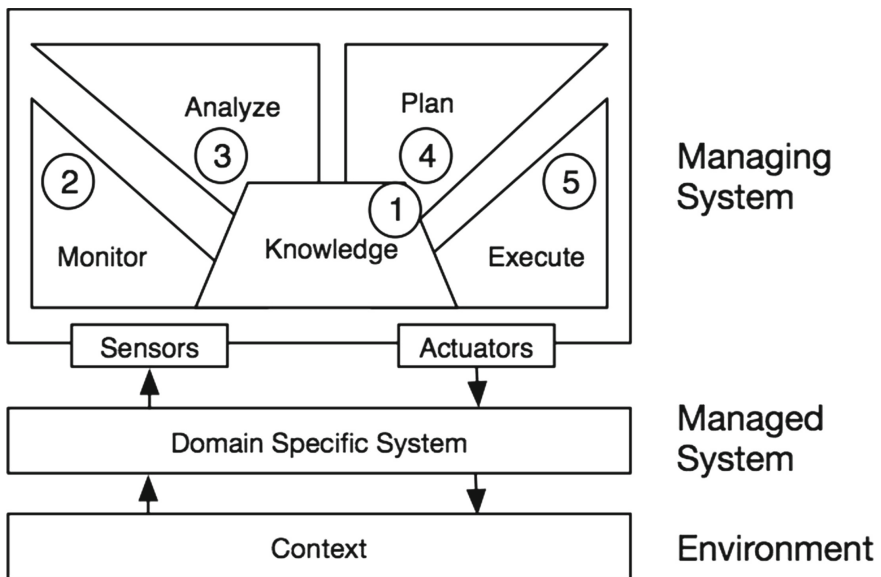 Analyze
Plan
3
4
2
5
1
Managing
System
Knowledge
Monitor
Execute
Sensors
Actuators
Domain Specific System
Managed
System
Context
Environment